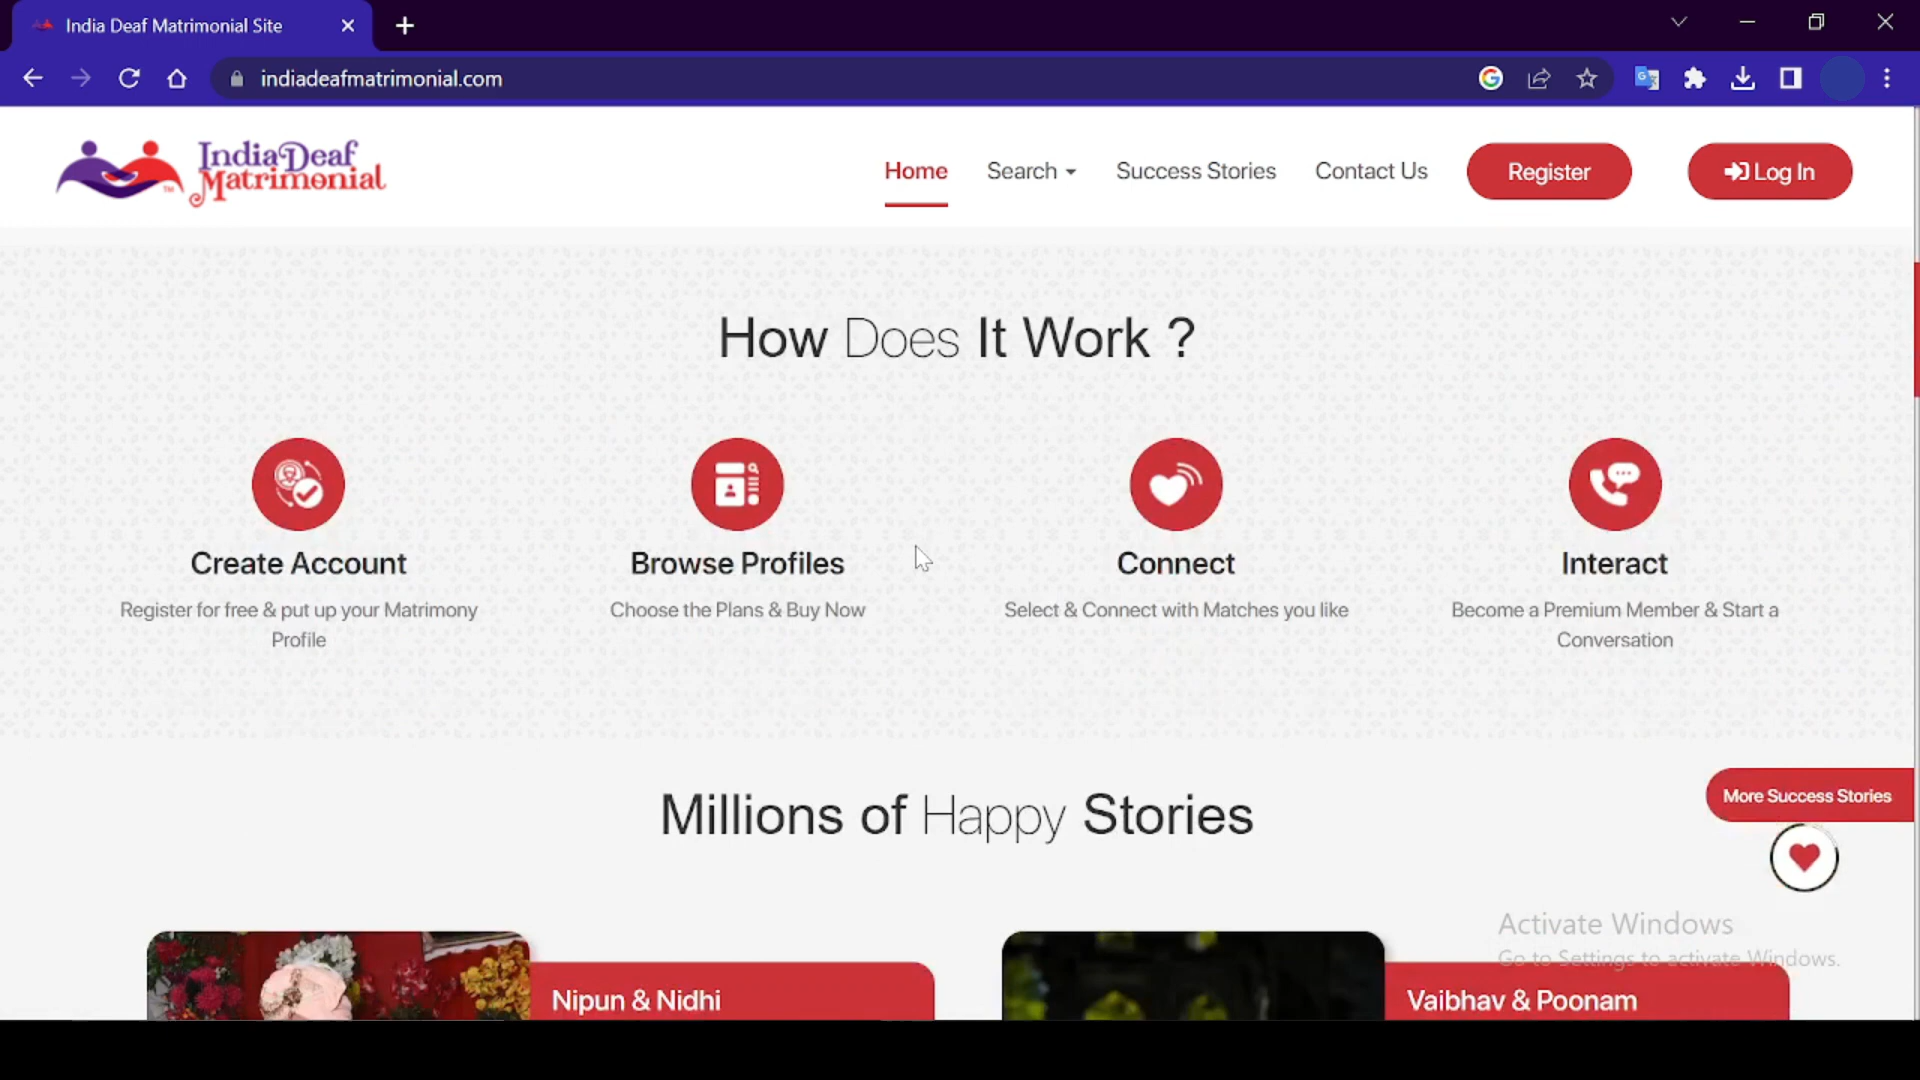 India Deaf Matrimonial Site
indiadeafmatrimonial.com
India Deaf
Matrimonial
TM
Home
Search
Success Stories
Contact Us
Register
Log In
How Does It Work ?
Create Account
Register for free & put up your Matrimony
Profile
Browse Profiles
Choose the Plans & Buy Now
Connect
Select & Connect with Matches you like
Interact
Become a Premium Member & Start a
Conversation
Millions of Happy Stories
More Success Stories
Activate Windows
Go to Settings to activate Windows.
Nipun & Nidhi
Vaibhav & Poonam